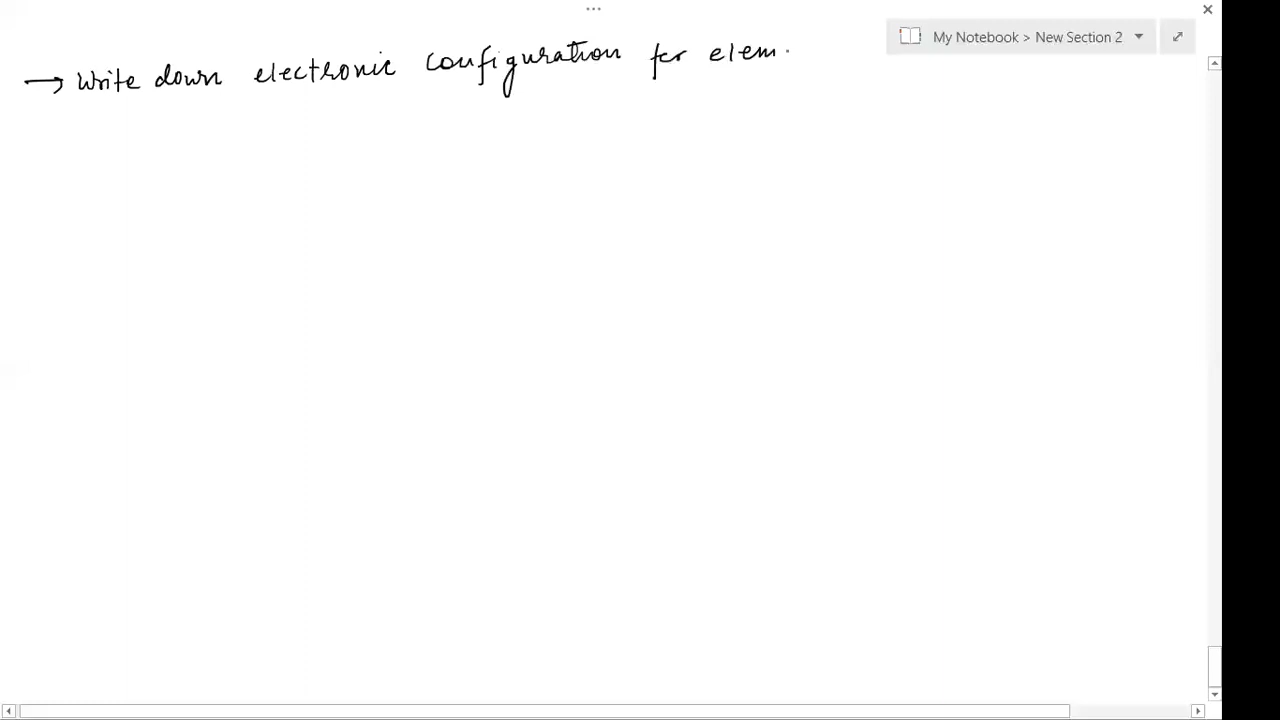 My Notebook > New Section 2
→ Write down electronic configuration for elem